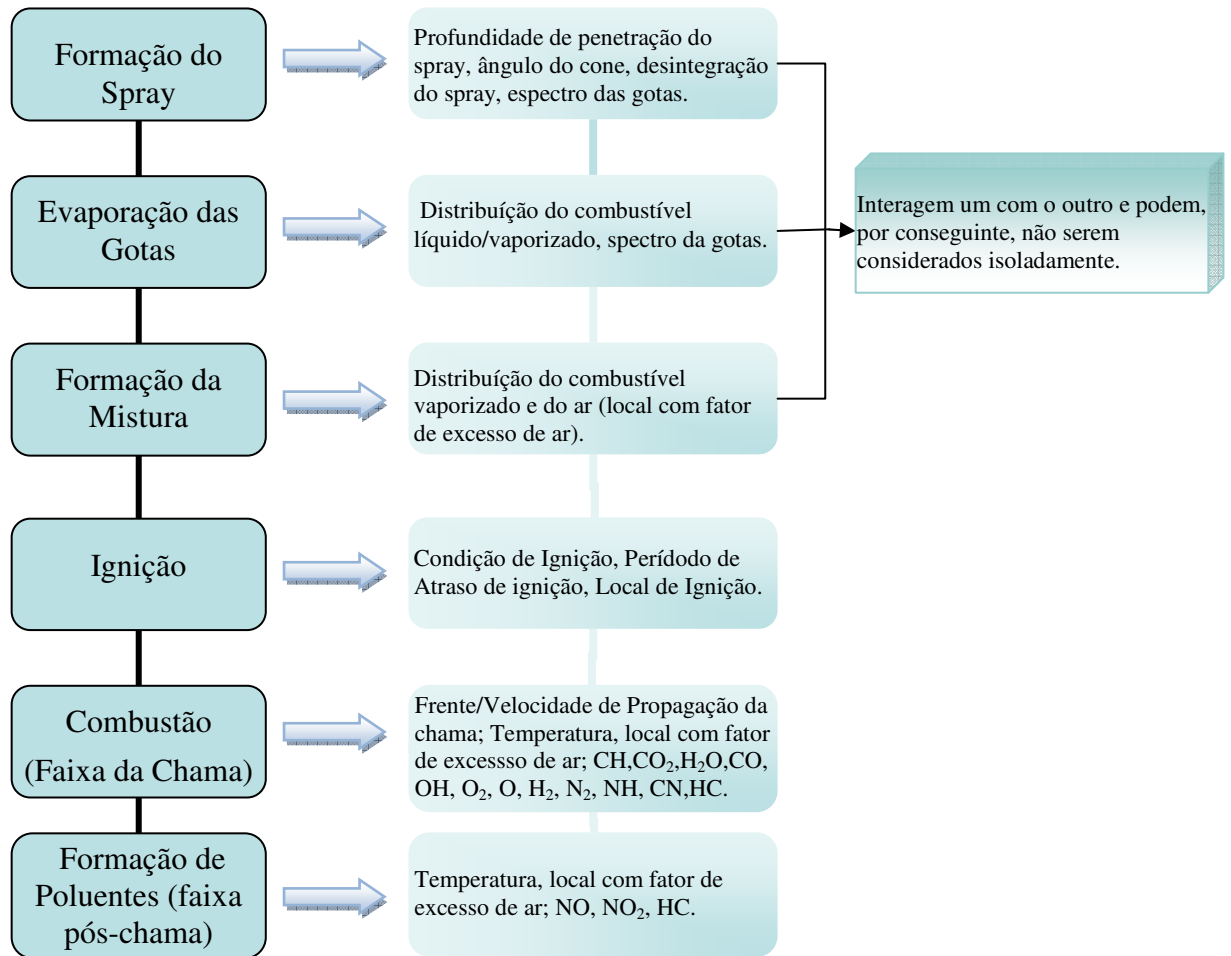 Formação do
Spray
Profundidade de penetração do
spray, ângulo do cone, desintegração
do spray, espectro das gotas.
Evaporação das
Gotas
Distribuíção do combustível
líquido/vaporizado, spectro da gotas.
Interagem um com o outro e podem,
por conseguinte, não serem
considerados isoladamente.
Formação da
Mistura
Distribuíção do combustível
vaporizado e do ar (local com fator
de excesso de ar).
Ignição
Condição de Ignição, Perídodo de
Atraso de ignição, Local de Ignição.
Combustão
(Faixa da Chama)
Frente/Velocidade de Propagação da
chama; Temperatura, local com fator
de excessso de ar; CH,CO₂,H₂O,CO,
OH, O₂, O, H₂, N₂, NH, CN,HC.
Formação de
Poluentes (faixa
pós-chama)
Temperatura, local com fator de
excesso de ar; NO, NO₂, HC.